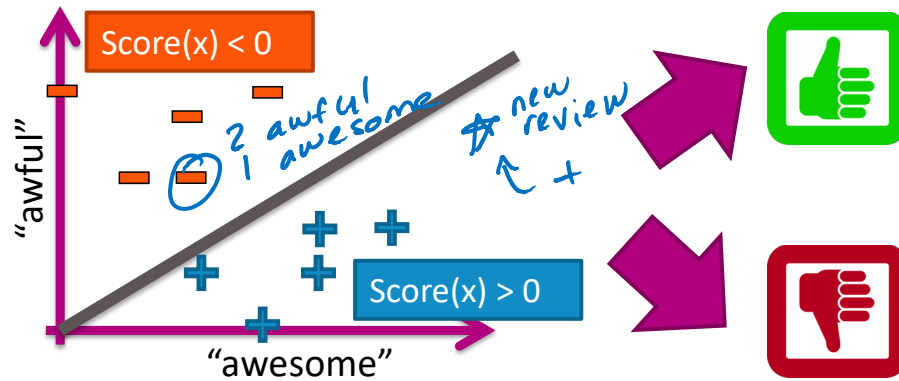 Score(x) < 0
2 awful
1 awesome
new
review
+
“awful”
Score(x) > 0
“awesome”